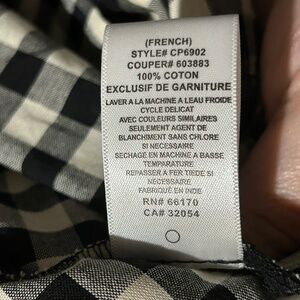 (FRENCH)
STYLE# CP6902
COUPER# 603883
100% COTON
EXCLUSIF DE GARNITURE
LAVER A LA MACHINE A L'EAU FROIDE
CYCLE DELICAT
AVEC COULEURS SIMILAIRES
SEULEMENT AGENT DE
BLANCHIMENT SANS CHLORE
SI NECESSAIRE
SECHAGE EN MACHINE A BASSE
TEMPARATURE
REPASSER A FER TIEDE SI
NECESSAIRE
FABRIQUÉ EN INDE
RN# 66170
CA# 32054